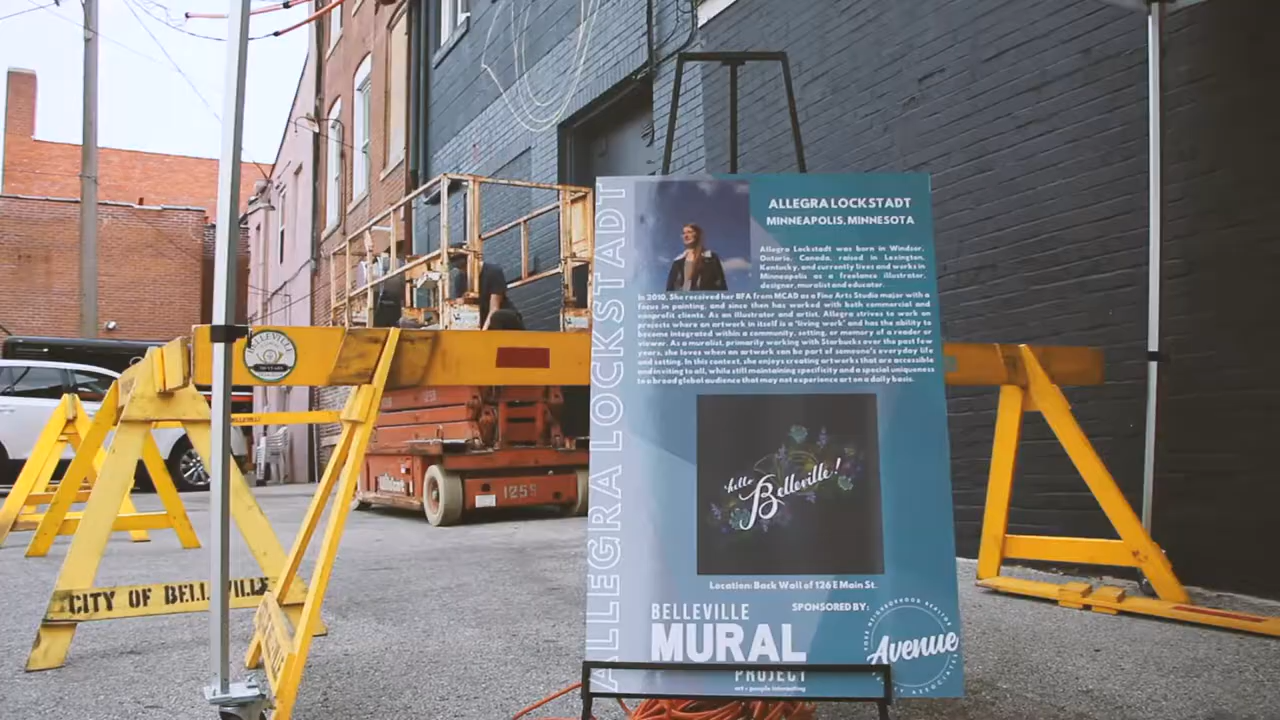 BELLEVILLE
CITY OF BELLEVILLE
1255
ALLEGRA LOCKSTADT
ALLEGRA LOCKSTADT
MINNEAPOLIS, MINNESOTA
Allegra Lockstadt was born in Windsor,
Ontario, Canada, raised in Lexington,
Kentucky, and currently lives and works in
Minneapolis as a freelance illustrator,
designer, muralist and educator.
In 2010, She received her BFA from MCAD as a Fine Arts Studio major with a
focus in painting, and since then has worked with both commercial and
nonprofit clients. As an illustrator and artist, Allegra strives to work on
projects where an artwork in itself is a "living work" and has the ability to
become integrated within a community, setting, or memory of a reader or
viewer. As a muralist, primarily working with Starbucks over the past few
years, she loves when an artwork can be part of someone's everyday life
and setting. In this context, she enjoys creating artworks that are accessible
and inviting to all, while still maintaining specificity and a special uniqueness
to a broad global audience that may not experience art on a daily basis.
hello
Belleville!
Location: Back Wall of 126 E Main St.
BELLEVILLE
MURAL
PROJECT
art + people interacting
SPONSORED BY:
YOUR NEIGHBORHOOD REALTORS
Avenue